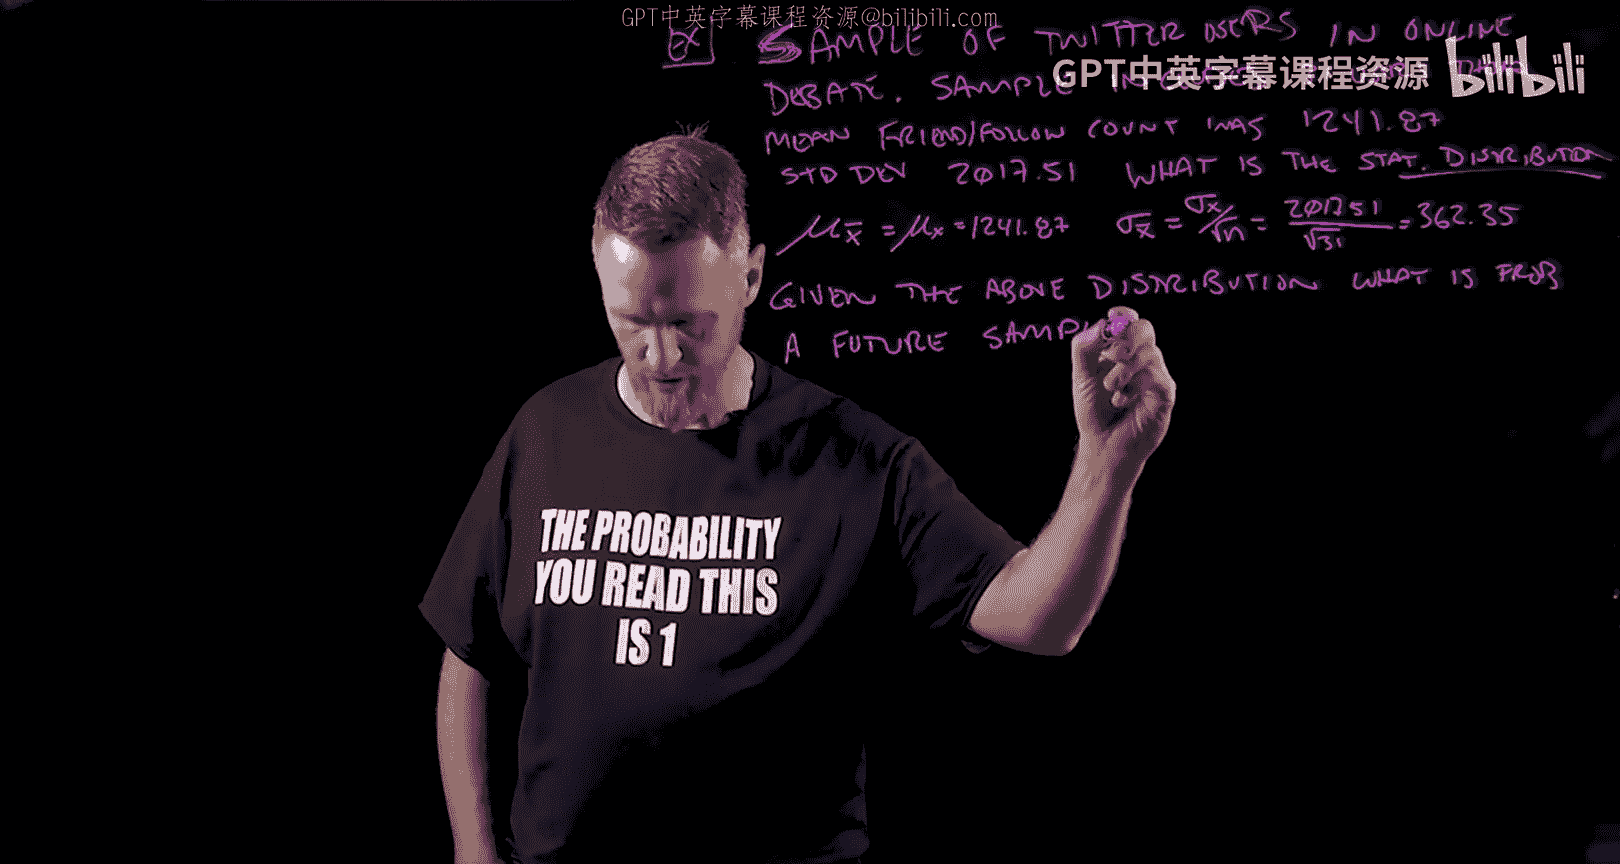 GPT中英字幕课程资源@bilibili.com
EX SAMPLE OF TWITTER USERS IN ONLINE
GPT中英字幕课程资源 bilibili
DEBATE. SAMPLE
MEAN FRIEND/FOLLOW COUNT WAS 1241.87
STD DEV 2017.51 WHAT IS THE STAT. DISTRIBUTION
μx̄ = μx = 1241.87 σx̄ = σx/√n = 2017.51/√31 = 362.35
GIVEN THE ABOVE DISTRIBUTION WHAT IS PROB
A FUTURE SAMPLE
THE PROBABILITY
YOU READ THIS
IS 1